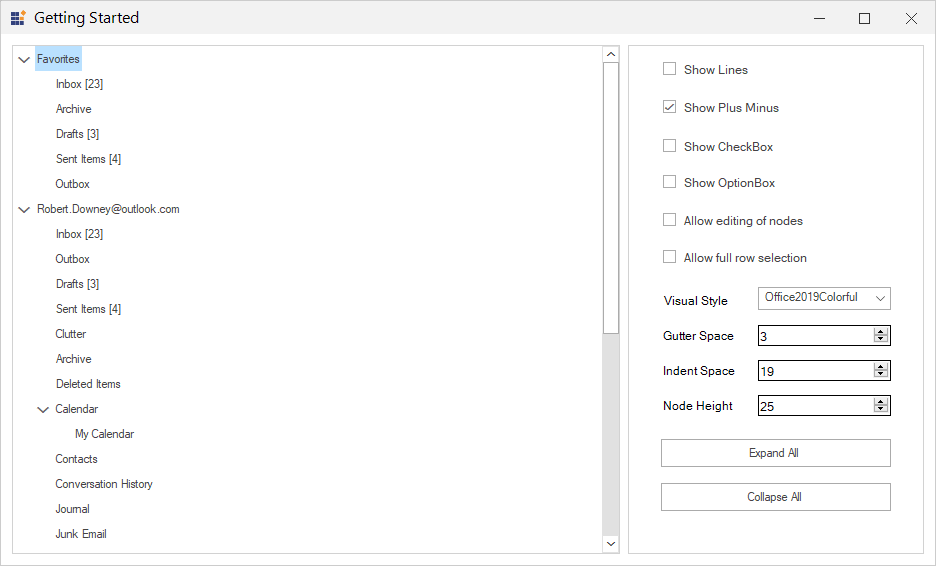 Getting Started
Favorites
Inbox [23]
Archive
Drafts [3]
Sent Items [4]
Outbox
Robert.Downey@outlook.com
Inbox [23]
Outbox
Drafts [3]
Sent Items [4]
Clutter
Archive
Deleted Items
Calendar
My Calendar
Contacts
Conversation History
Journal
Junk Email
Show Lines
Show Plus Minus
Show CheckBox
Show OptionBox
Allow editing of nodes
Allow full row selection
Visual Style Office2019Colorful
Gutter Space 3
Indent Space 19
Node Height 25
Expand All
Collapse All